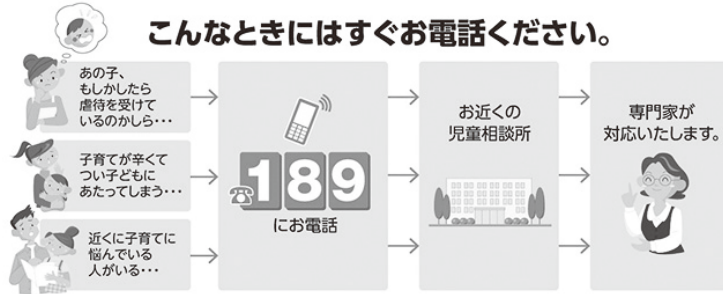 こんなときにはすぐお電話ください。
あの子、
もしかしたら
虐待を受けて
いるのかしら・・・
子育てが辛くて
つい子どもに
あたってしまう・・・
近くに子育てに
悩んでいる
人がいる・・・
189
にお電話
お近くの
児童相談所
専門家が
対応いたします。